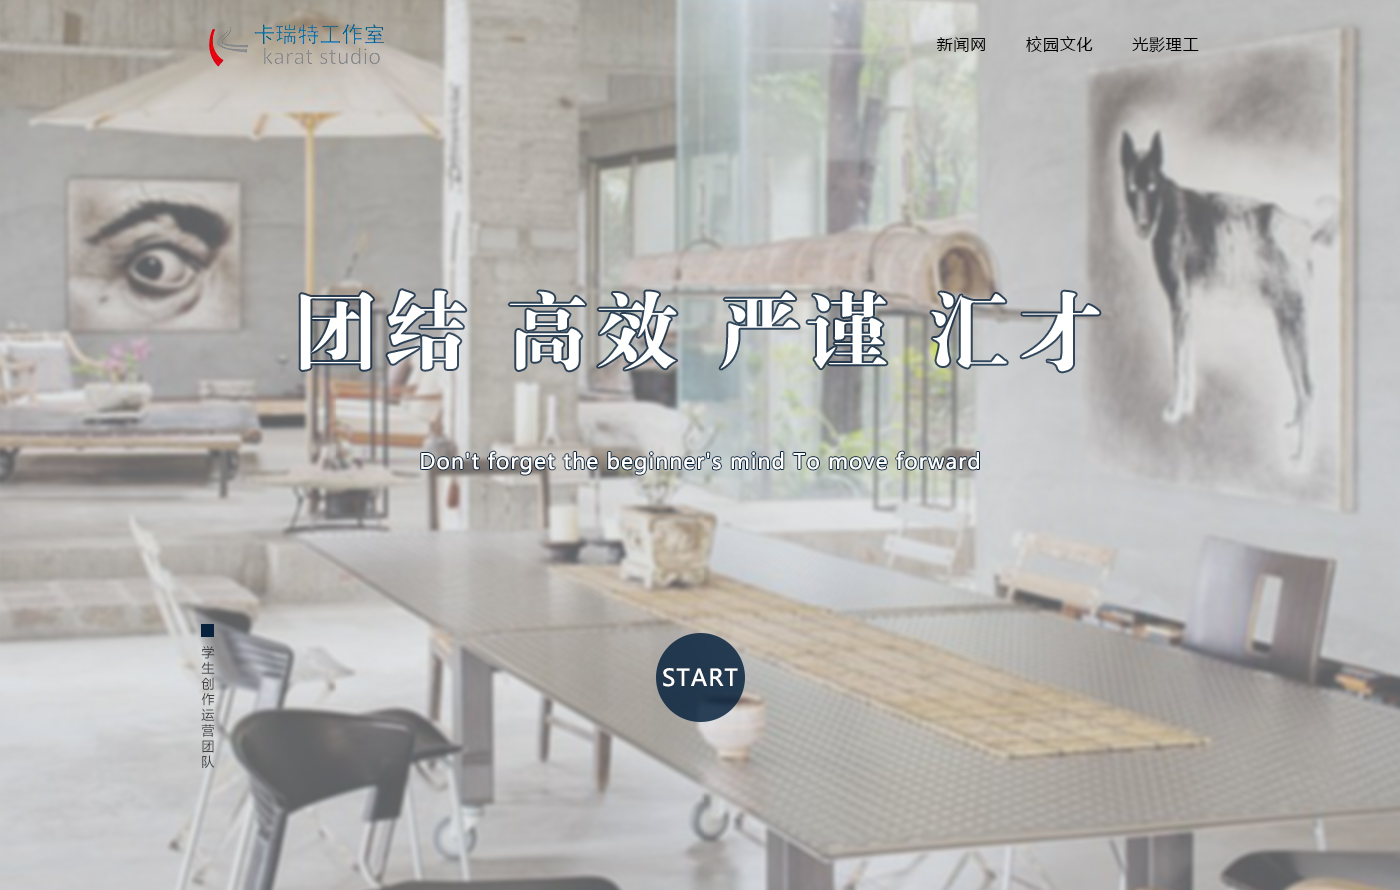 卡瑞特工作室
karat studio
新闻网 校园文化 光影理工
团结 高效 严谨 汇才
Don't forget the beginner's mind To move forward
START
学生创作运营团队